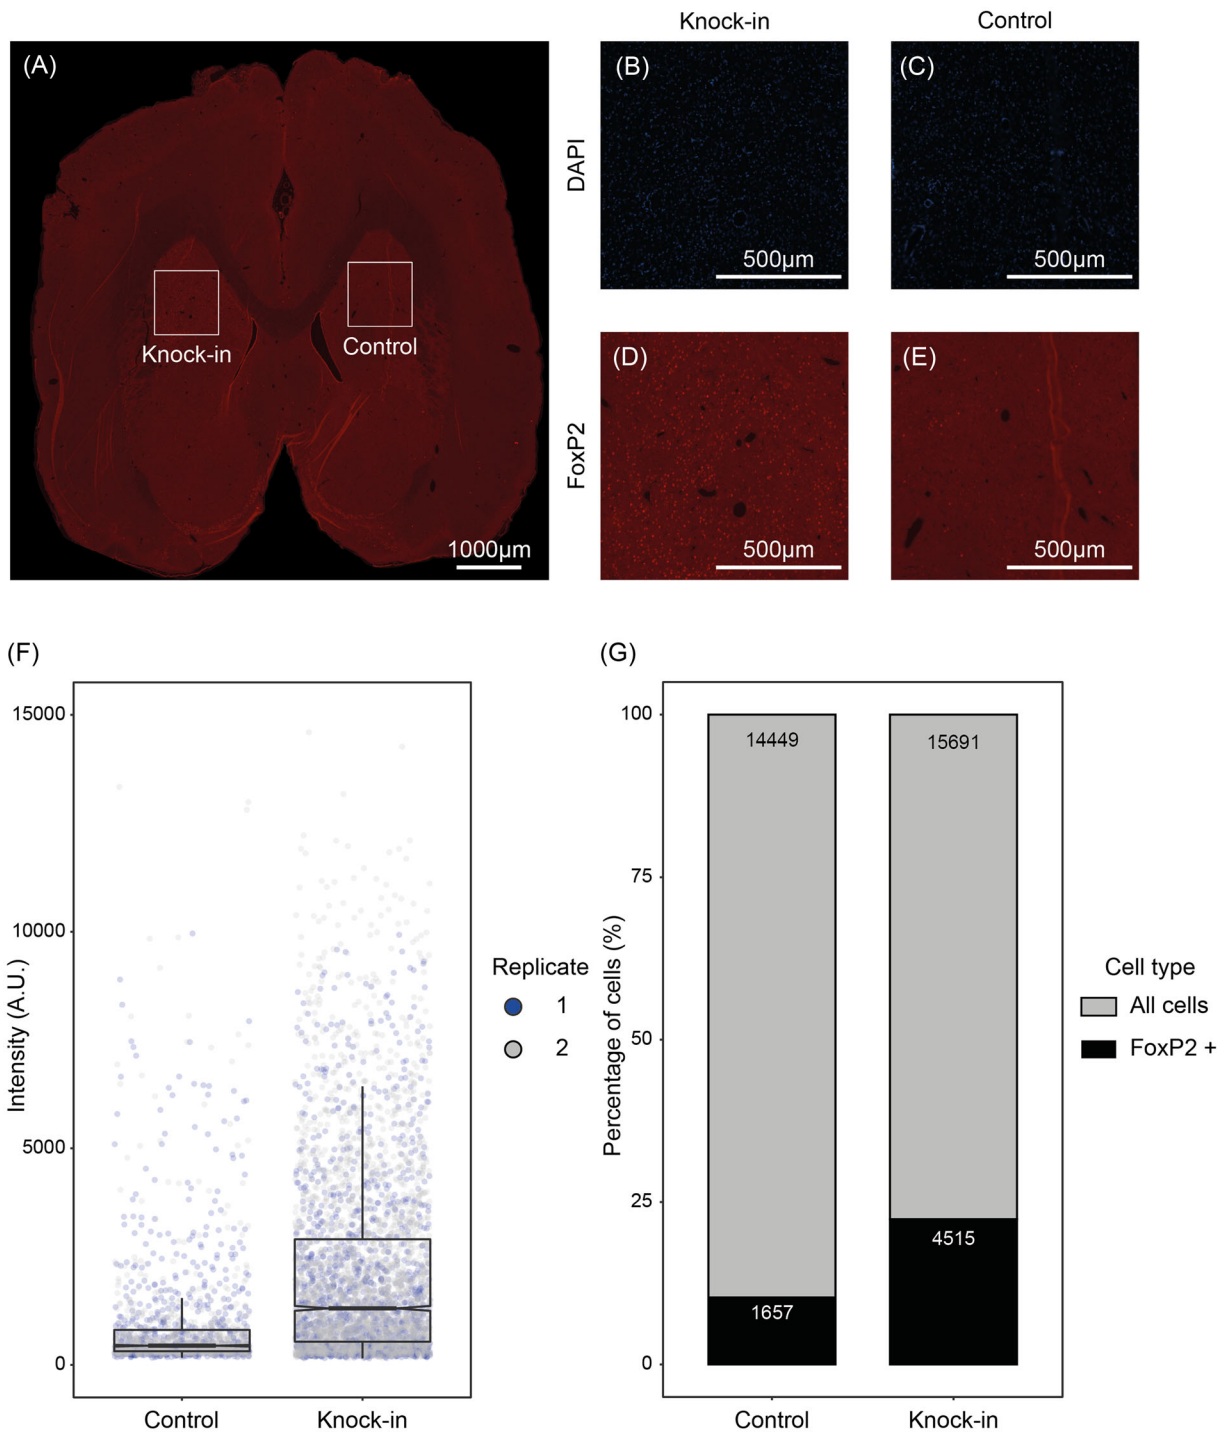 Knock-in
Control
(A)
(B)
(C)
DAPI
500µm
500µm
Knock-in
Control
1000µm
(D)
(E)
FoxP2
500µm
500µm
(F)
15000
10000
5000
0
Intensity (A.U.)
Control
Knock-in
Replicate
1
2
(G)
100
75
50
25
0
Percentage of cells (%)
14449
15691
1657
4515
Control
Knock-in
Cell type
All cells
FoxP2 +